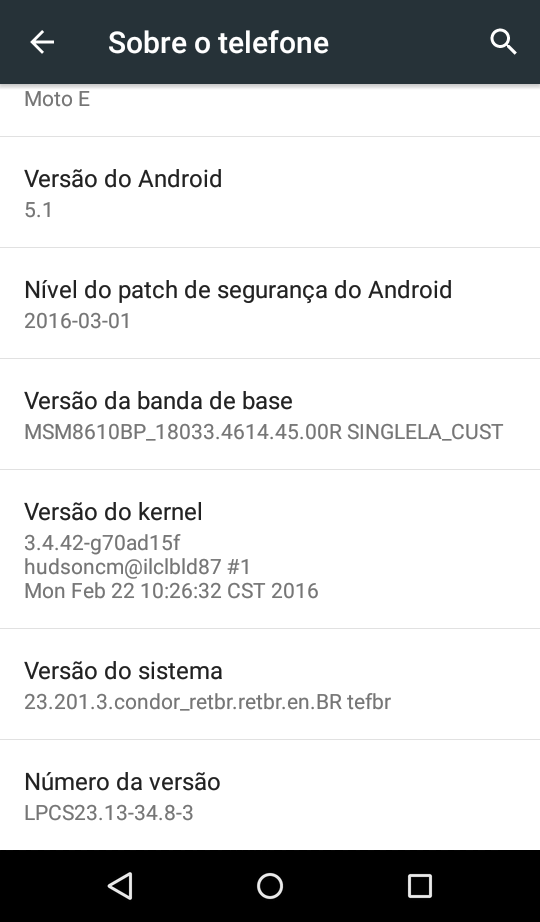 Sobre o telefone
Moto E
Versão do Android
5.1
Nível do patch de segurança do Android
2016-03-01
Versão da banda de base
MSM8610BP_18033.4614.45.00R SINGLELA_CUST
Versão do kernel
3.4.42-g70ad15f
hudsoncm@ilclbld87 #1
Mon Feb 22 10:26:32 CST 2016
Versão do sistema
23.201.3.condor_retbr.retbr.en.BR tefbr
Número da versão
LPCS23.13-34.8-3